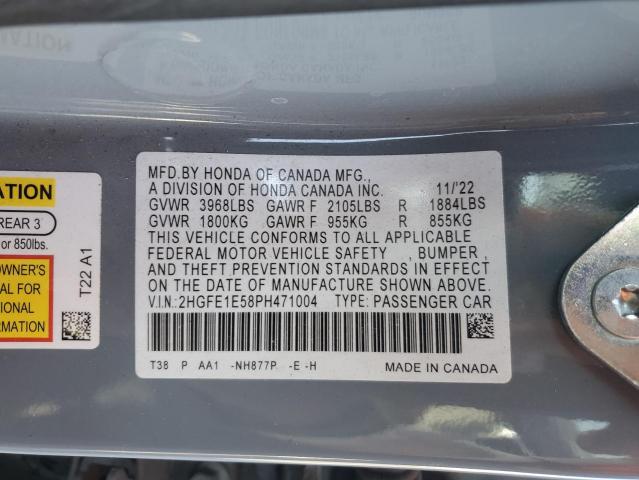 MFD.BY HONDA OF CANADA MFG.,
A DIVISION OF HONDA CANADA INC. 11/'22
GVWR 3968LBS GAWR F 2105LBS R 1884LBS
GVWR 1800KG GAWR F 955KG R 855KG
THIS VEHICLE CONFORMS TO ALL APPLICABLE
FEDERAL MOTOR VEHICLE SAFETY , BUMPER ,
AND THEFT PREVENTION STANDARDS IN EFFECT
ON THE DATE OF MANUFACTURE SHOWN ABOVE.
V.I.N.:2HGFE1E58PH471004 TYPE: PASSENGER CAR
T38 P AA1 -NH877P -E -H MADE IN CANADA
ATION
REAR 3
or 850lbs.
OWNER'S
AL FOR
TIONAL
RMATION
T22 A1